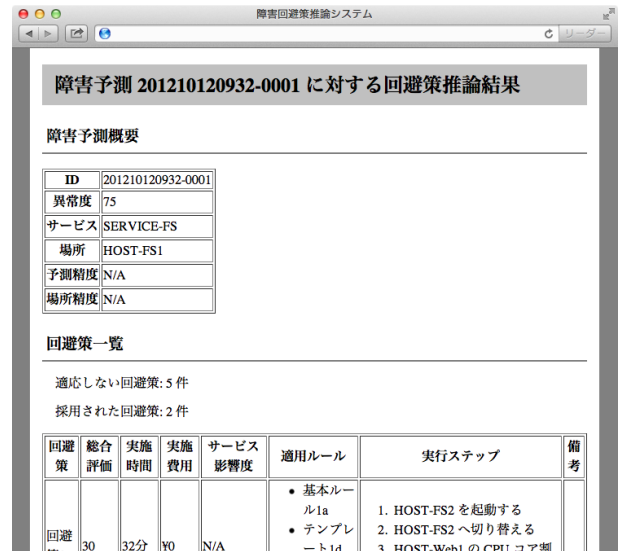 障害回避策推論システム
リーダー
障害予測 201210120932-0001 に対する回避策推論結果
障害予測概要
ID 201210120932-0001
異常度 75
サービス SERVICE-FS
場所 HOST-FS1
予測精度 N/A
場所精度 N/A
回避策一覧
適応しない回避策: 5 件
採用された回避策: 2 件
回避策 総合評価 実施時間 実施費用 サービス影響度 適用ルール 実行ステップ 備考
回避
30 32分 ¥0 N/A
• 基本ルー
ル1a
• テンプレ
ート1d
1. HOST-FS2 を起動する
2. HOST-FS2 へ切り替える
3. HOST-Web1 の CPU コア割